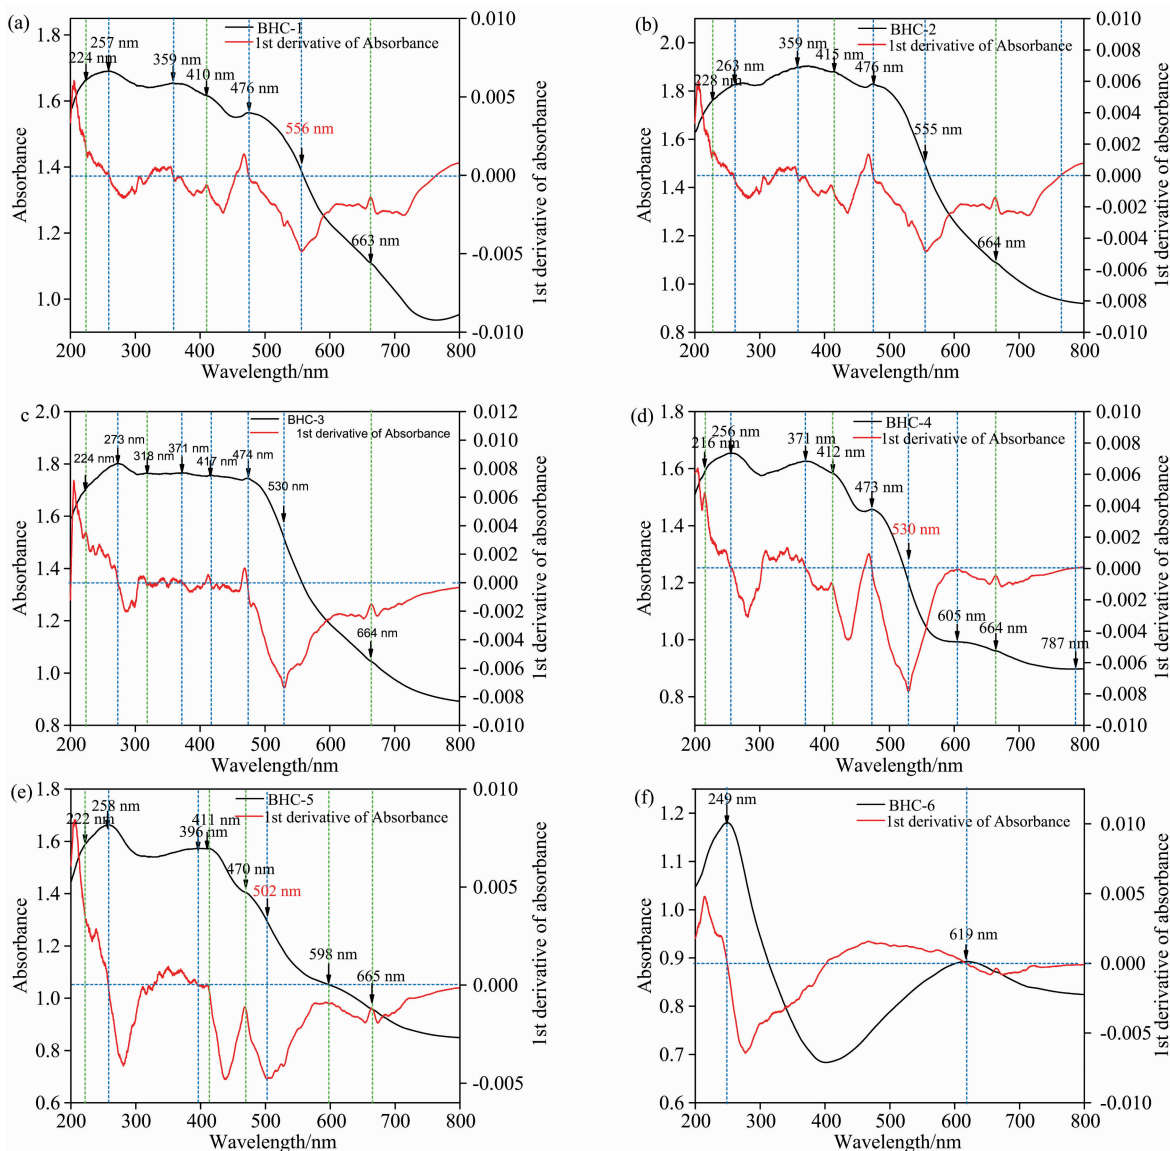 (a)
BHC-1
1st derivative of Absorbance
257 nm
224 nm
359 nm
410 nm
476 nm
556 nm
663 nm
1.8
1.6
1.4
1.2
1.0
0.010
0.005
0.000
-0.005
-0.010
Absorbance
1st derivative of absorbance
200 300 400 500 600 700 800
Wavelength/nm
(b)
BHC-2
1st derivative of Absorbance
359 nm
263 nm
228 nm
415 nm
476 nm
555 nm
664 nm
2.0
1.8
1.6
1.4
1.2
1.0
0.8
0.010
0.008
0.006
0.004
0.002
0.000
-0.002
-0.004
-0.006
-0.008
-0.010
Absorbance
1st derivative of absorbance
200 300 400 500 600 700 800
Wavelength/nm
c)
BHC-3
1st derivative of Absorbance
273 nm
224 nm
318 nm
371 nm
417 nm
474 nm
530 nm
664 nm
2.0
1.8
1.6
1.4
1.2
1.0
0.8
0.012
0.010
0.008
0.006
0.004
0.002
0.000
-0.002
-0.004
-0.006
-0.008
-0.010
Absorbance
1st derivative of absorbance
200 300 400 500 600 700 800
Wavelength/nm
(d)
BHC-4
1st derivative of Absorbance
256 nm
216 nm
371 nm
412 nm
473 nm
530 nm
605 nm
664 nm
787 nm
1.8
1.6
1.4
1.2
1.0
0.8
0.010
0.008
0.006
0.004
0.002
0.000
-0.002
-0.004
-0.006
-0.008
-0.010
Absorbance
1st derivative of absorbance
200 300 400 500 600 700 800
Wavelength/nm
(e)
BHC-5
1st derivative of Absorbance
258 nm
222 nm
411 nm
396 nm
470 nm
502 nm
598 nm
665 nm
1.8
1.6
1.4
1.2
1.0
0.8
0.6
0.010
0.005
0.000
-0.005
Absorbance
1st derivative of absorbance
200 300 400 500 600 700 800
Wavelength/nm
(f)
BHC-6
1st derivative of Absorbance
249 nm
619 nm
1.2
1.1
1.0
0.9
0.8
0.7
0.6
0.010
0.005
0.000
-0.005
-0.010
Absorbance
1st derivative of absorbance
200 300 400 500 600 700 800
Wavelength/nm